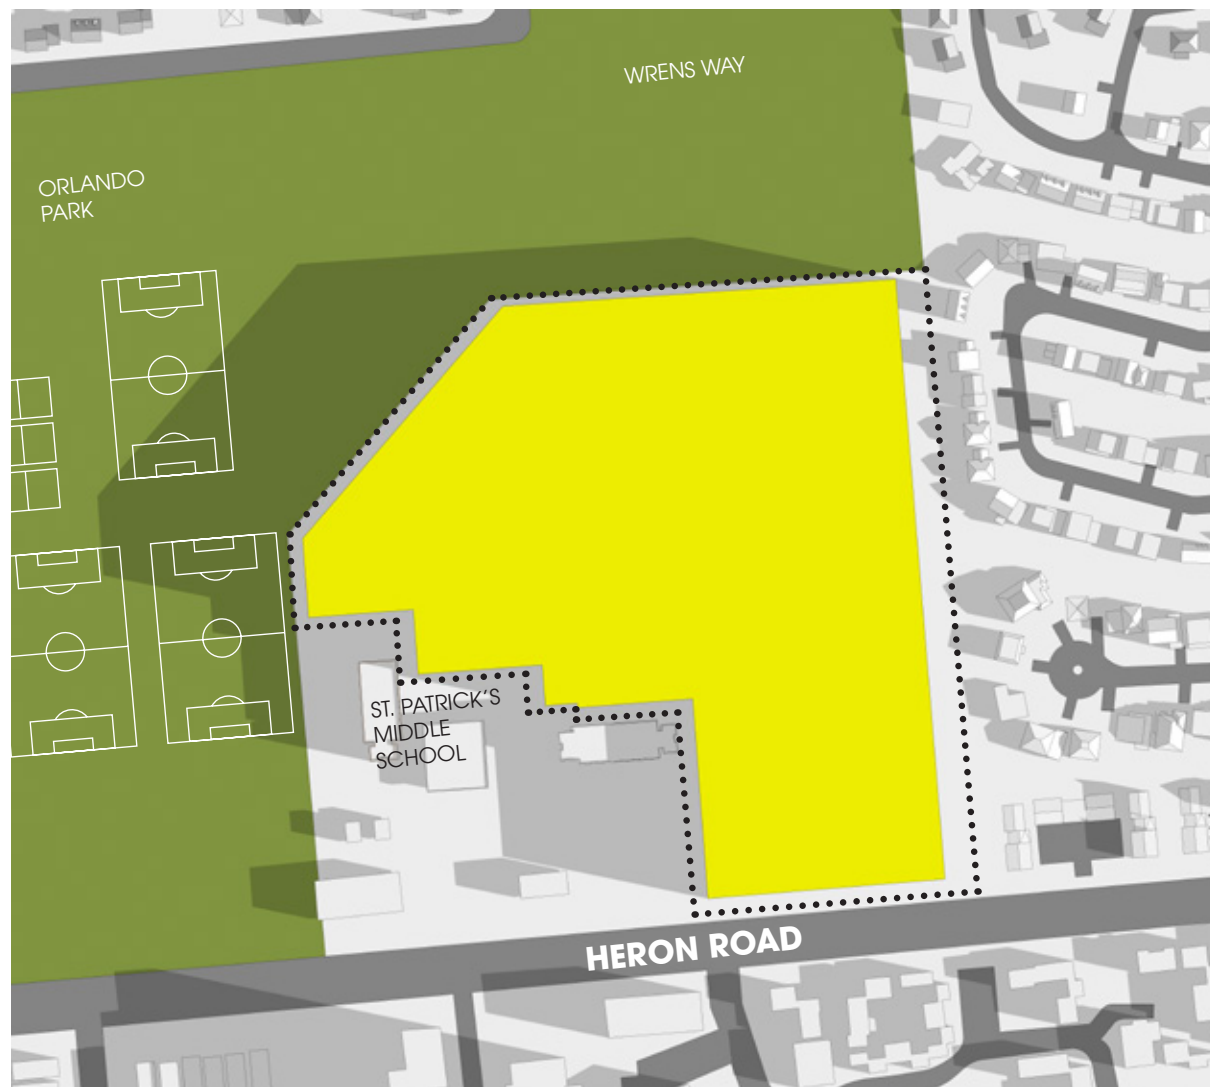 WRENS WAY
ORLANDO
PARK
ST. PATRICK'S
MIDDLE
SCHOOL
HERON ROAD